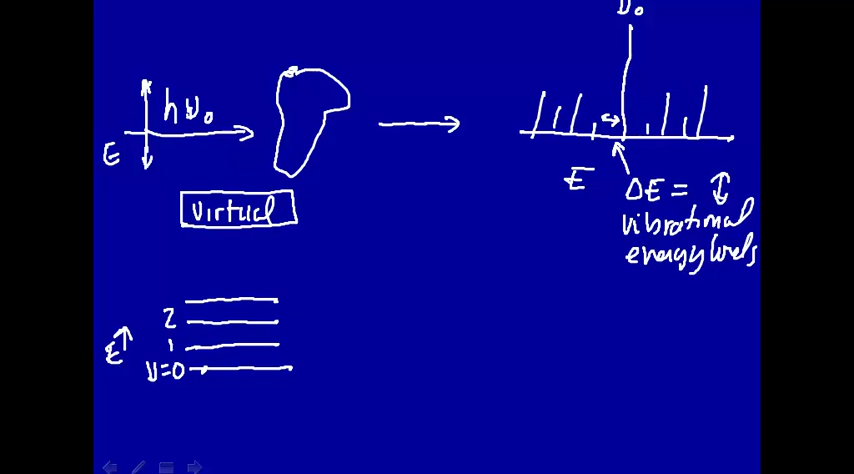 ν₀
hν₀
E
Virtual
E
ΔE = ↕
vibrational
energy levels
2
1
E↑
ν=0